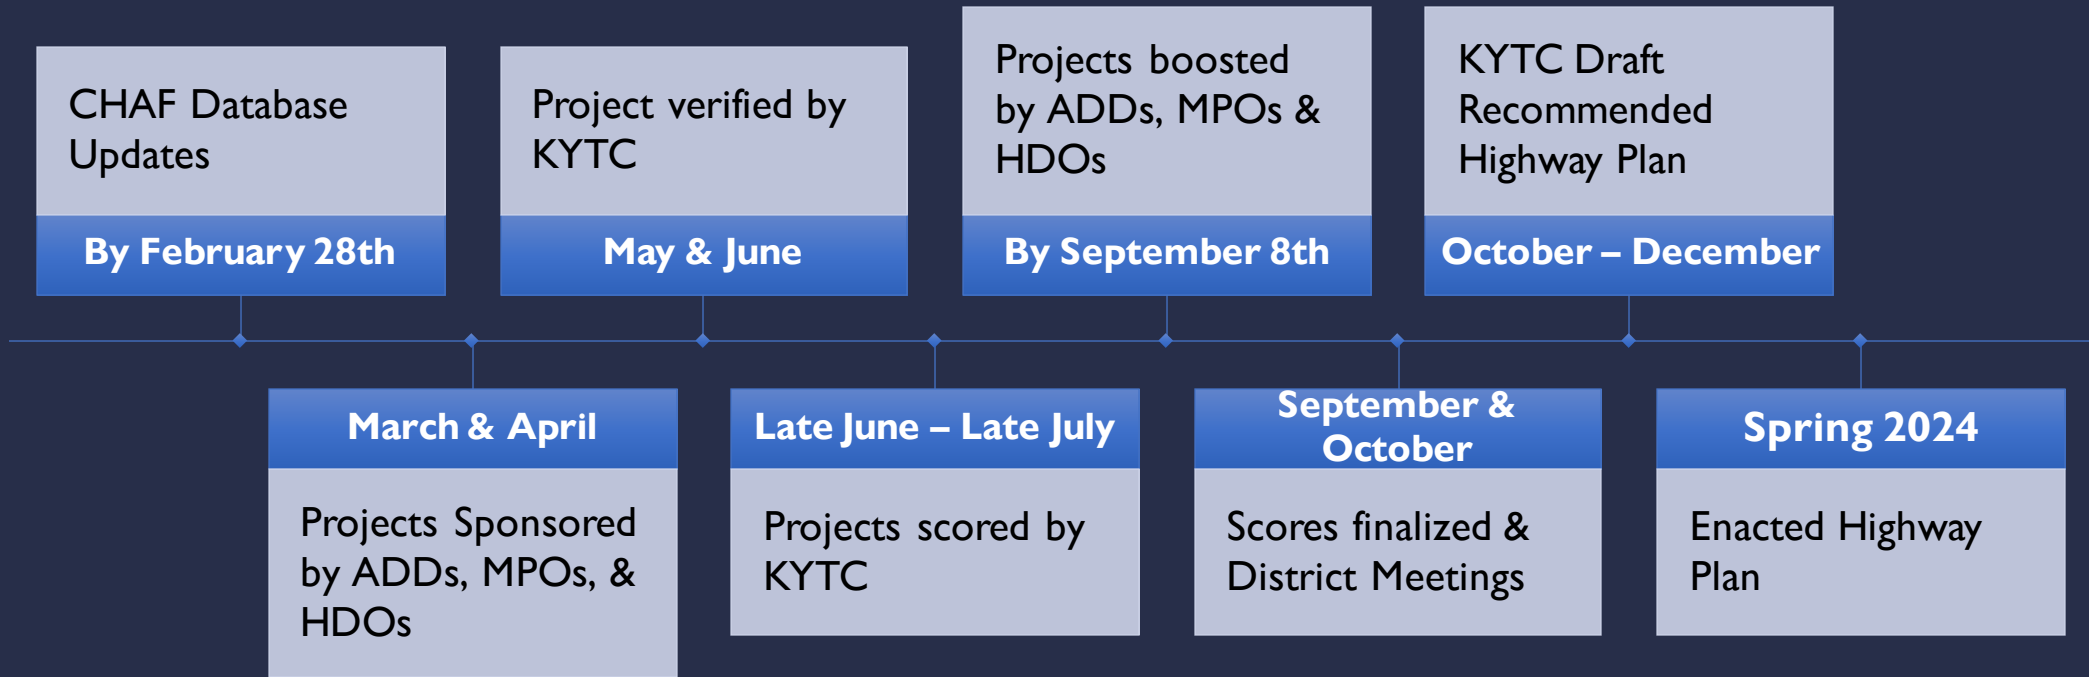 CHAF Database
Updates
By February 28th
March & April
Projects Sponsored
by ADDs, MPOs, &
HDOs
Project verified by
KYTC
May & June
Late June – Late July
Projects scored by
KYTC
Projects boosted
by ADDs, MPOs &
HDOs
By September 8th
September &
October
Scores finalized &
District Meetings
KYTC Draft
Recommended
Highway Plan
October – December
Spring 2024
Enacted Highway
Plan